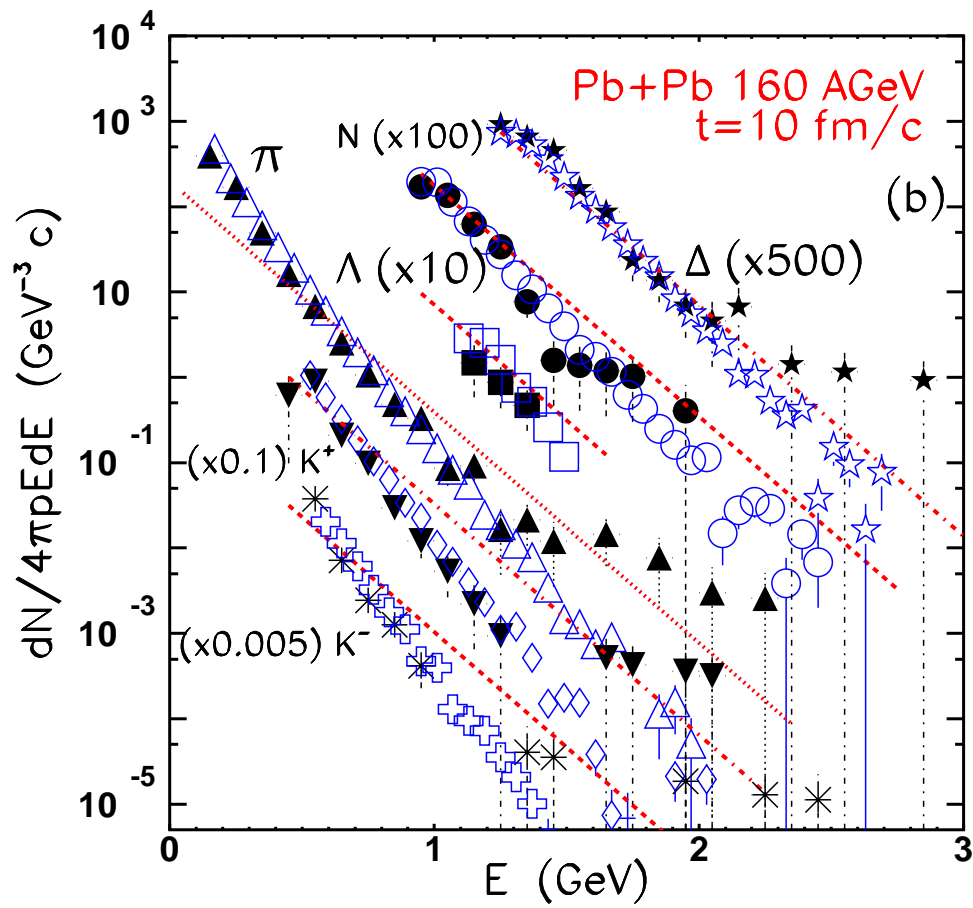 10⁴
10³
10
10⁻¹
10⁻³
10⁻⁵
dN/4πpEdE (GeV⁻³ c)
Pb+Pb 160 AGeV
t=10 fm/c
(b)
π
N (x100)
Λ (x10)
Δ (x500)
(x0.1) K⁺
(x0.005) K⁻
0
1
2
3
E (GeV)